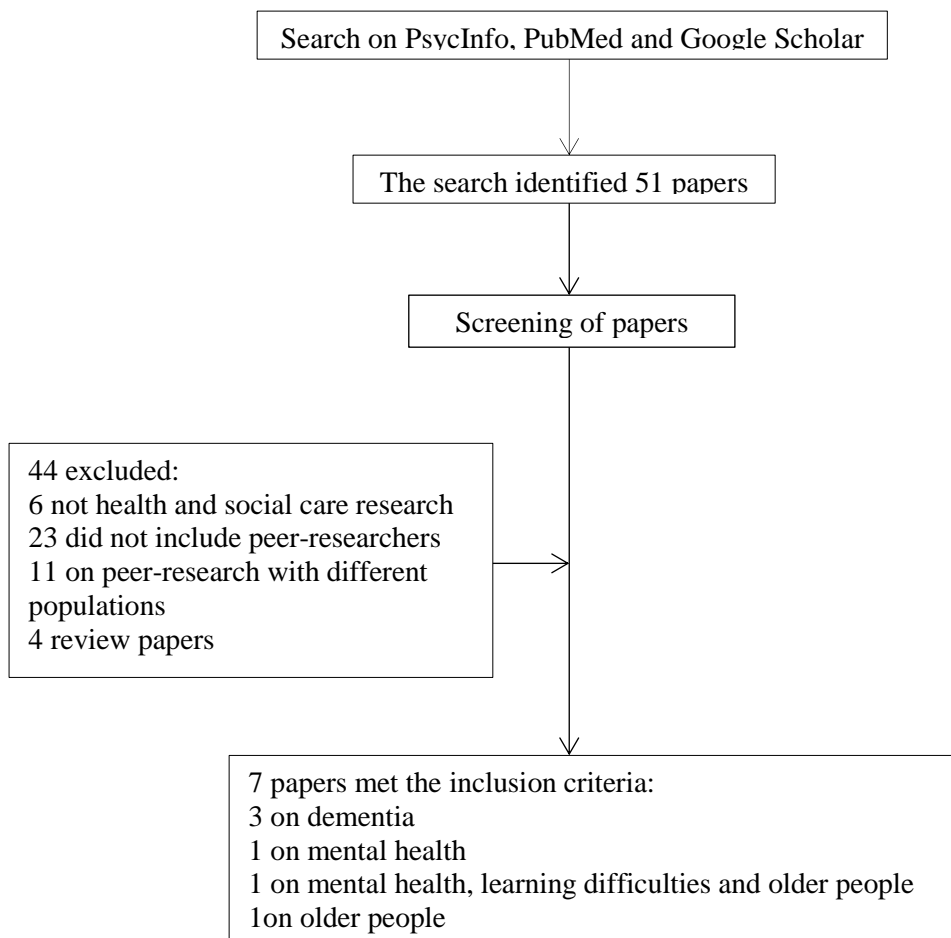 Search on PsycInfo, PubMed and Google Scholar
The search identified 51 papers
Screening of papers
44 excluded:
6 not health and social care research
23 did not include peer-researchers
11 on peer-research with different
populations
4 review papers
7 papers met the inclusion criteria:
3 on dementia
1 on mental health
1 on mental health, learning difficulties and older people
1on older people